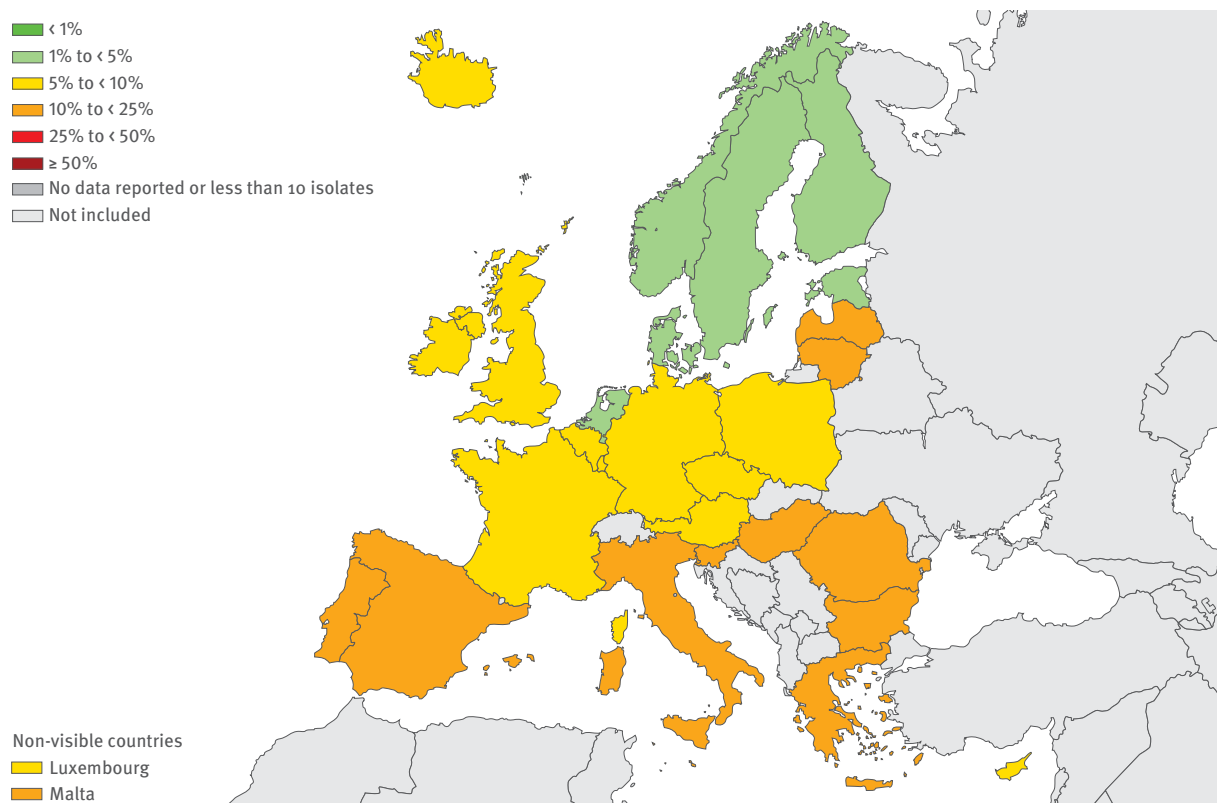 < 1%
1% to < 5%
5% to < 10%
10% to < 25%
25% to < 50%
≥ 50%
No data reported or less than 10 isolates
Not included
Non-visible countries
Luxembourg
Malta